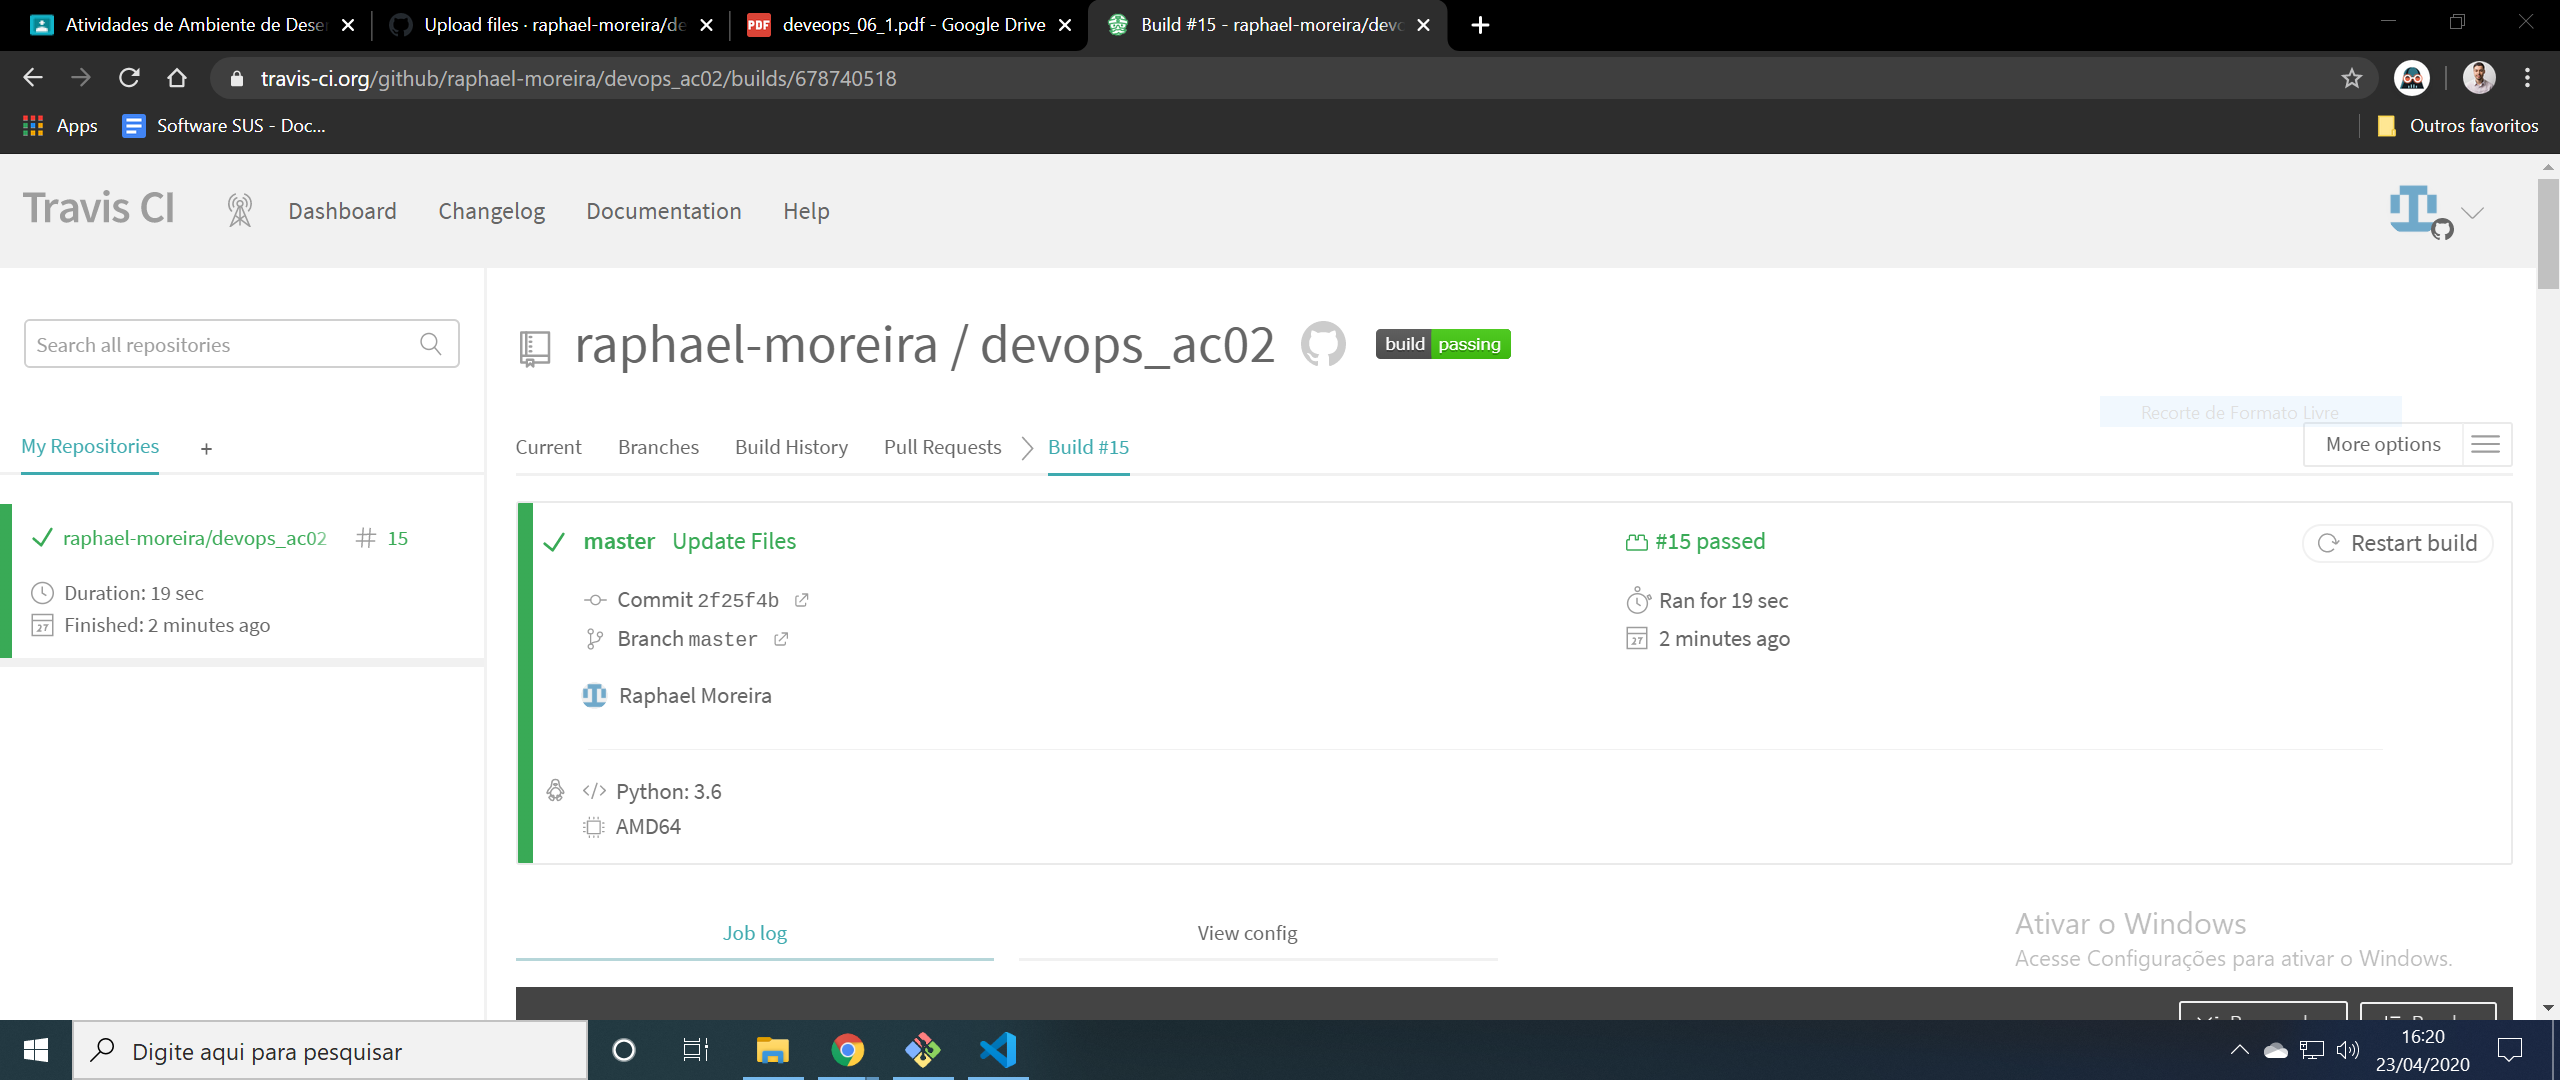 Atividades de Ambiente de Deser
Upload files · raphael-moreira/de
PDF
deveops_06_1.pdf - Google Drive
Build #15 - raphael-moreira/devo
travis-ci.org/github/raphael-moreira/devops_ac02/builds/678740518
Apps
Software SUS - Doc...
Outros favoritos
Travis CI
Dashboard
Changelog
Documentation
Help
Search all repositories
raphael-moreira / devops_ac02
build passing
Recorte de Formato Livre
My Repositories
+
Current
Branches
Build History
Pull Requests
Build #15
More options
raphael-moreira/devops_ac02
# 15
Duration: 19 sec
Finished: 2 minutes ago
master Update Files
#15 passed
Restart build
Commit 2f25f4b
Ran for 19 sec
Branch master
2 minutes ago
Raphael Moreira
Python: 3.6
AMD64
Job log
View config
Ativar o Windows
Acesse Configurações para ativar o Windows.
Digite aqui para pesquisar
16:20
23/04/2020